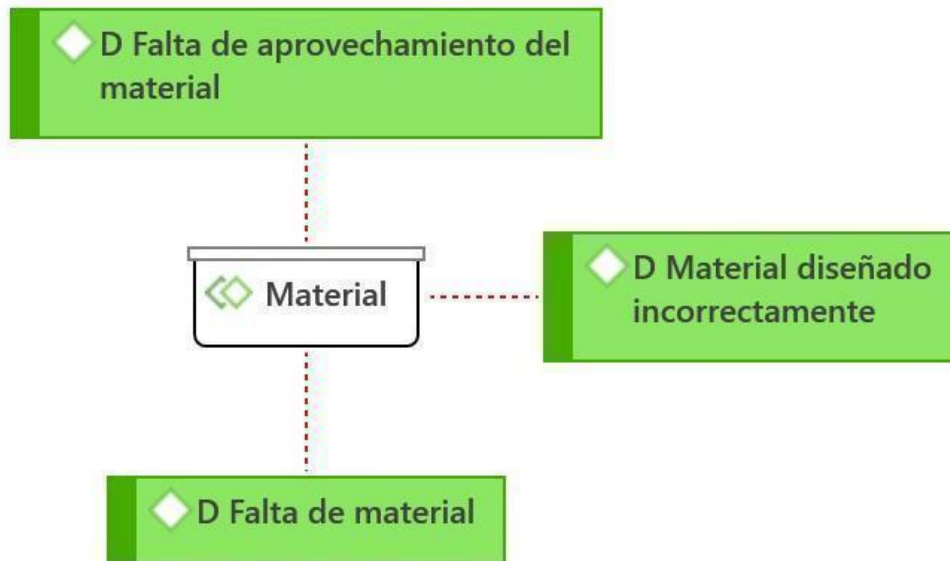 D Falta de aprovechamiento del
material
Material
D Material diseñado
incorrectamente
D Falta de material